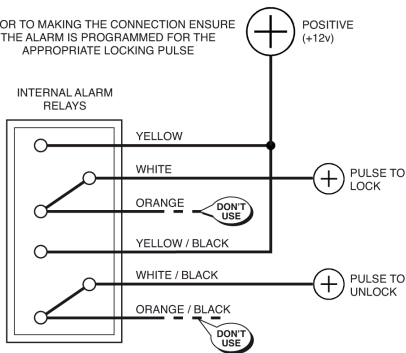 OR TO MAKING THE CONNECTION ENSURE
THE ALARM IS PROGRAMMED FOR THE
APPROPRIATE LOCKING PULSE
POSITIVE
(+12v)
INTERNAL ALARM
RELAYS
YELLOW
WHITE
PULSE TO
LOCK
ORANGE
DON'T
USE
YELLOW / BLACK
WHITE / BLACK
PULSE TO
UNLOCK
ORANGE / BLACK
DON'T
USE